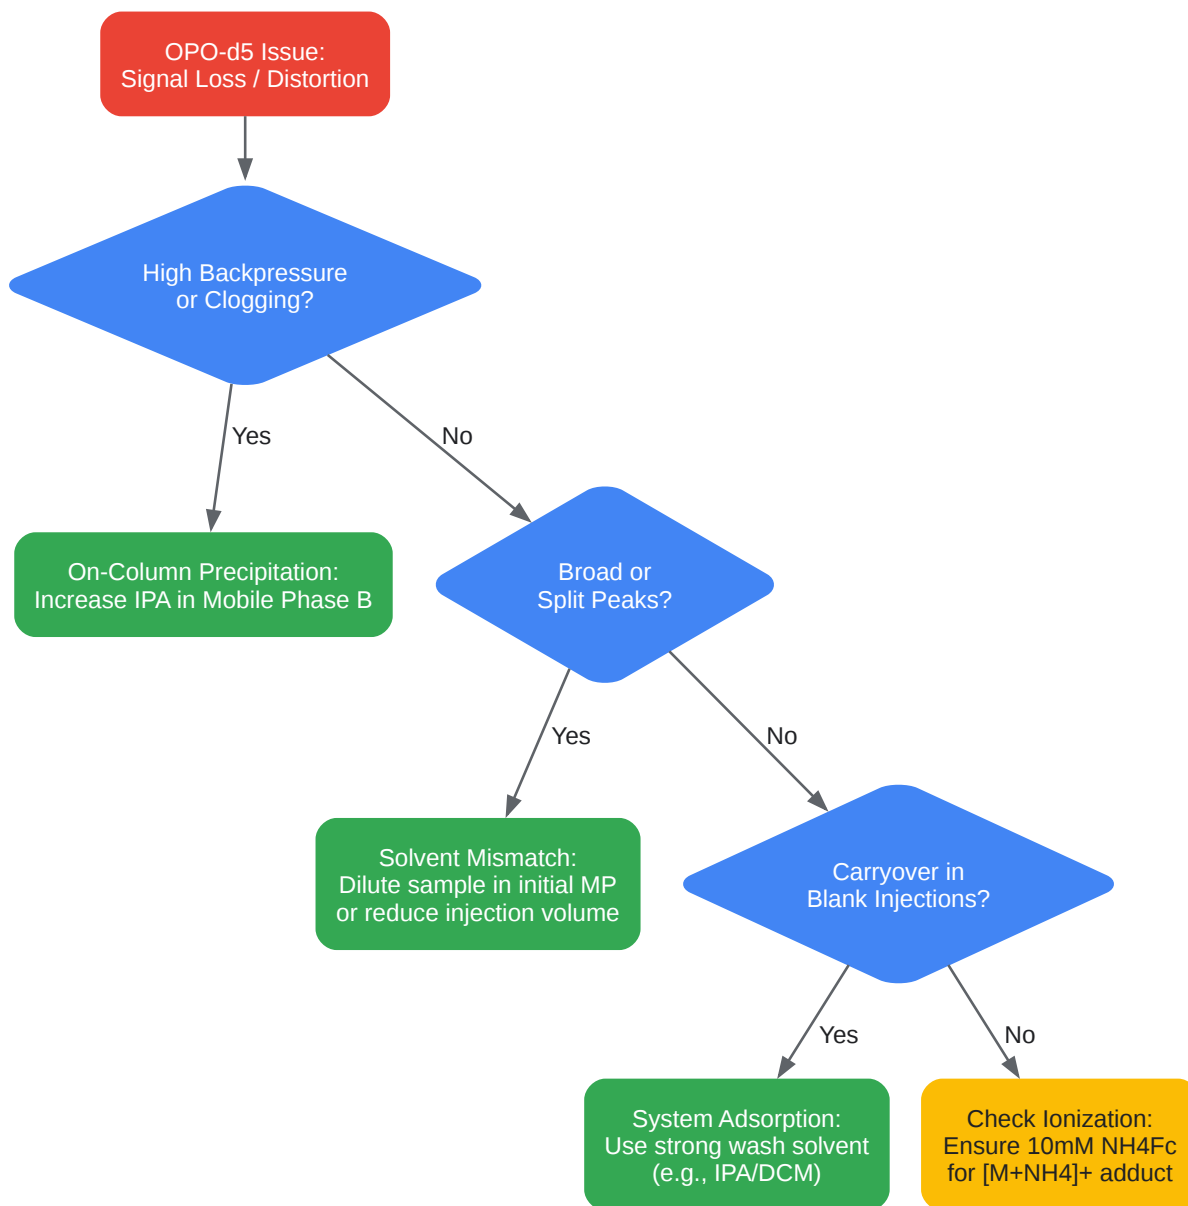 OPO-d5 Issue:
Signal Loss / Distortion
High Backpressure
or Clogging?
Yes
No
On-Column Precipitation:
Increase IPA in Mobile Phase B
Broad or
Split Peaks?
Yes
No
Solvent Mismatch:
Dilute sample in initial MP
or reduce injection volume
Carryover in
Blank Injections?
Yes
No
System Adsorption:
Use strong wash solvent
(e.g., IPA/DCM)
Check Ionization:
Ensure 10mM NH4Fc
for [M+NH4]+ adduct